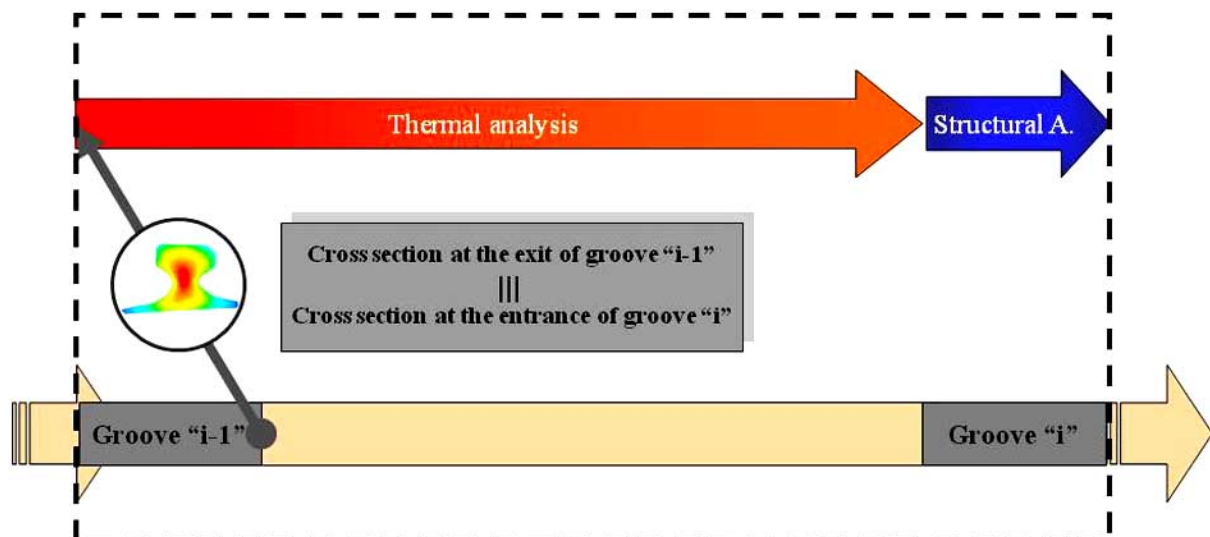 Thermal analysis
Structural A.
Cross section at the exit of groove “i-1”
|||
Cross section at the entrance of groove “i”
Groove “i-1”
Groove “i”